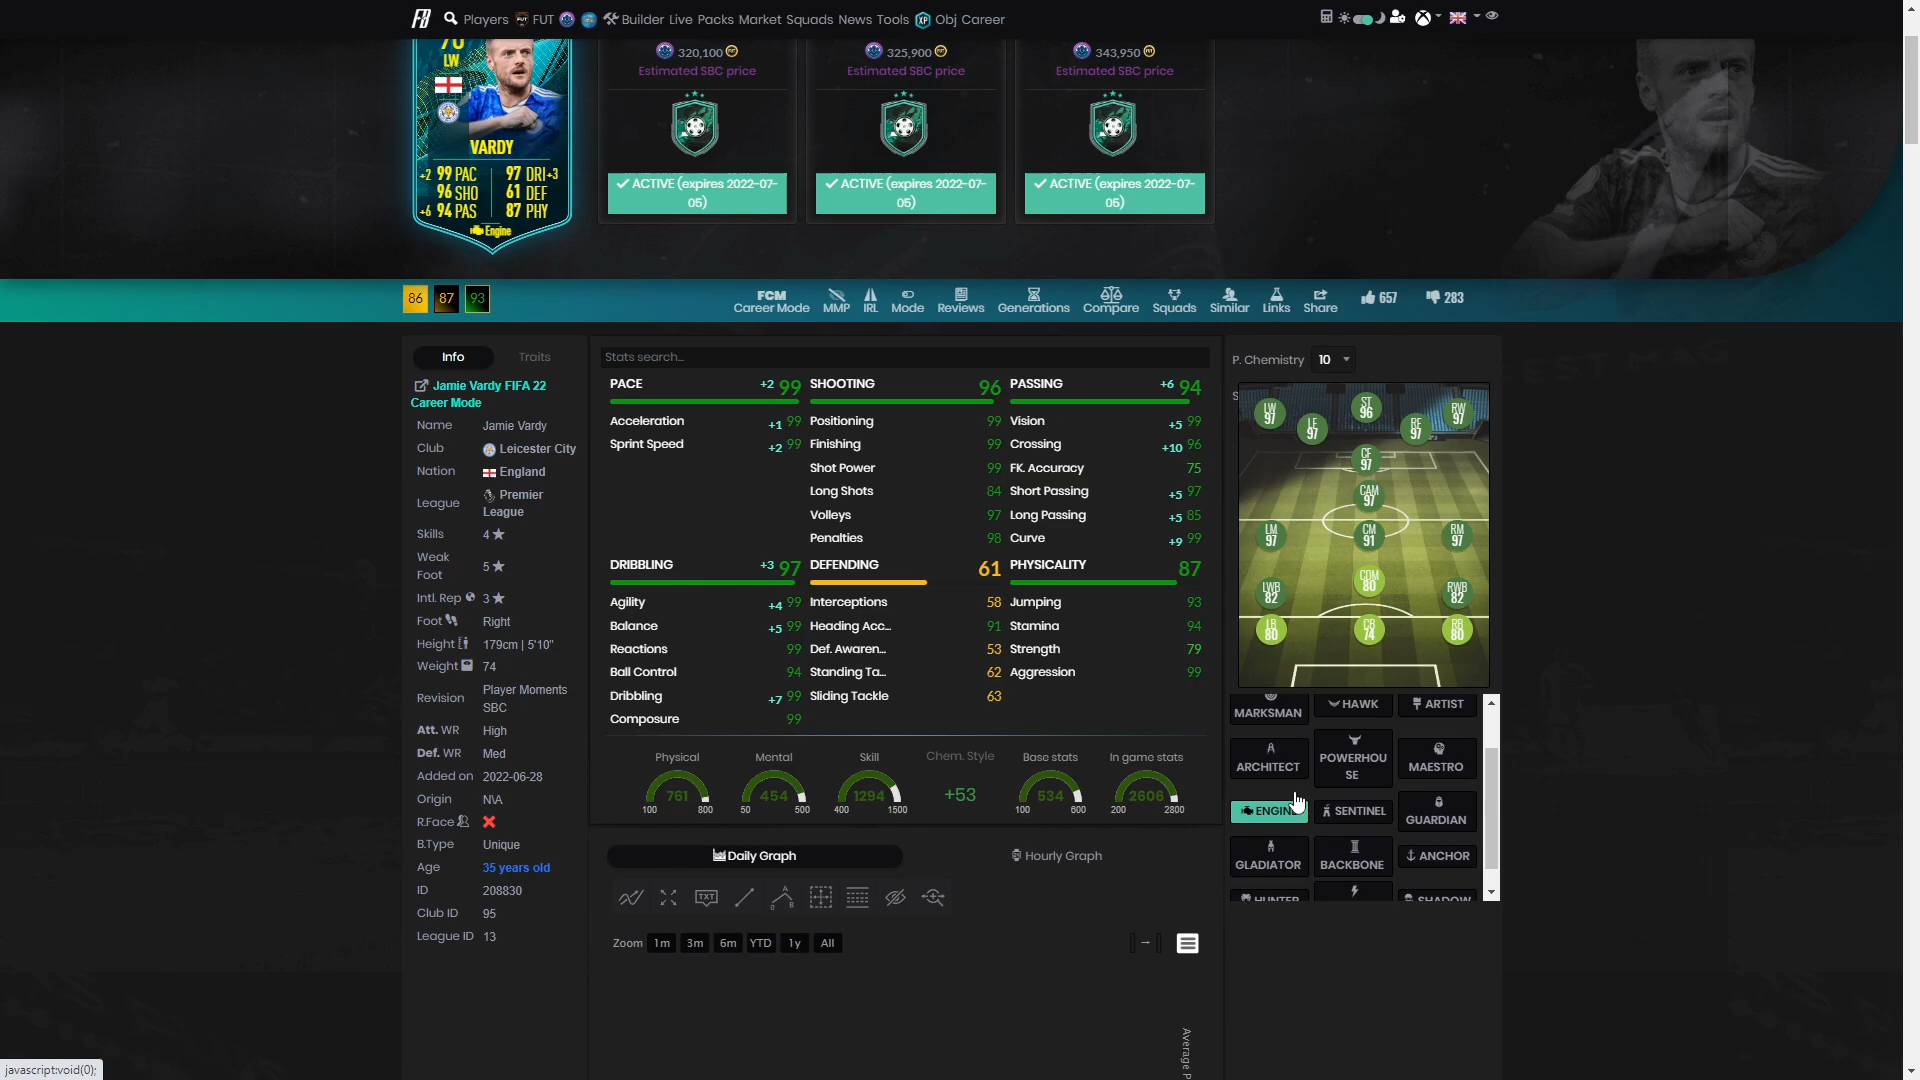 Players FUT Builder Live Packs Market Squads News Tools XP Obj Career
LW
VARDY
+2 99 PAC 97 DRI +3
96 SHO 61 DEF
+6 94 PAS 87 PHY
Engine
320,100
Estimated SBC price
ACTIVE (expires 2022-07-
05)
325,900
Estimated SBC price
ACTIVE (expires 2022-07-
05)
343,950
Estimated SBC price
ACTIVE (expires 2022-07-
05)
86 87 93
FCM
Career Mode MMP IRL Mode Reviews Generations Compare Squads Similar Links Share 657 283
Info Traits
Jamie Vardy FIFA 22
Career Mode
Name Jamie Vardy
Club Leicester City
Nation England
League Premier
League
Skills 4
Weak
Foot 5
Intl. Rep 3
Foot Right
Height 179cm | 5'10"
Weight 74
Revision Player Moments
SBC
Att. WR High
Def. WR Med
Added on 2022-06-28
Origin N\A
R.Face
B.Type Unique
Age 35 years old
ID 208830
Club ID 95
League ID 13
Stats search...
PACE +2 99
Acceleration +1 99
Sprint Speed +2 99
SHOOTING 96
Positioning 99
Finishing 99
Shot Power 99
Long Shots 84
Volleys 97
Penalties 98
PASSING +6 94
Vision +5 99
Crossing +10 96
FK. Accuracy 75
Short Passing +5 97
Long Passing +5 85
Curve +9 99
DRIBBLING +3 97
Agility +4 99
Balance +5 99
Reactions 99
Ball Control 94
Dribbling +7 99
Composure 99
DEFENDING 61
Interceptions 58
Heading Acc... 91
Def. Awaren... 53
Standing Ta... 62
Sliding Tackle 63
PHYSICALITY 87
Jumping 93
Stamina 94
Strength 79
Aggression 99
Physical Mental Skill Chem. Style Base stats In game stats
761 454 1294 +53 534 2606
100 800 50 500 400 1500 100 600 200 2800
Daily Graph Hourly Graph
TXT
Zoom 1m 3m 6m YTD 1y All
→
Average P
P. Chemistry 10
S
LW 97
LF 97
ST 96
RF 97
RW 97
CF 97
CAM 97
LM 97
CM 91
RM 97
LWB 82
CDM 80
RWB 82
LB 80
CB 74
RB 80
MARKSMAN HAWK ARTIST
ARCHITECT POWERHOU
SE MAESTRO
ENGINE SENTINEL GUARDIAN
GLADIATOR BACKBONE ANCHOR
HUNTER SHADOW
javascript:void(0);